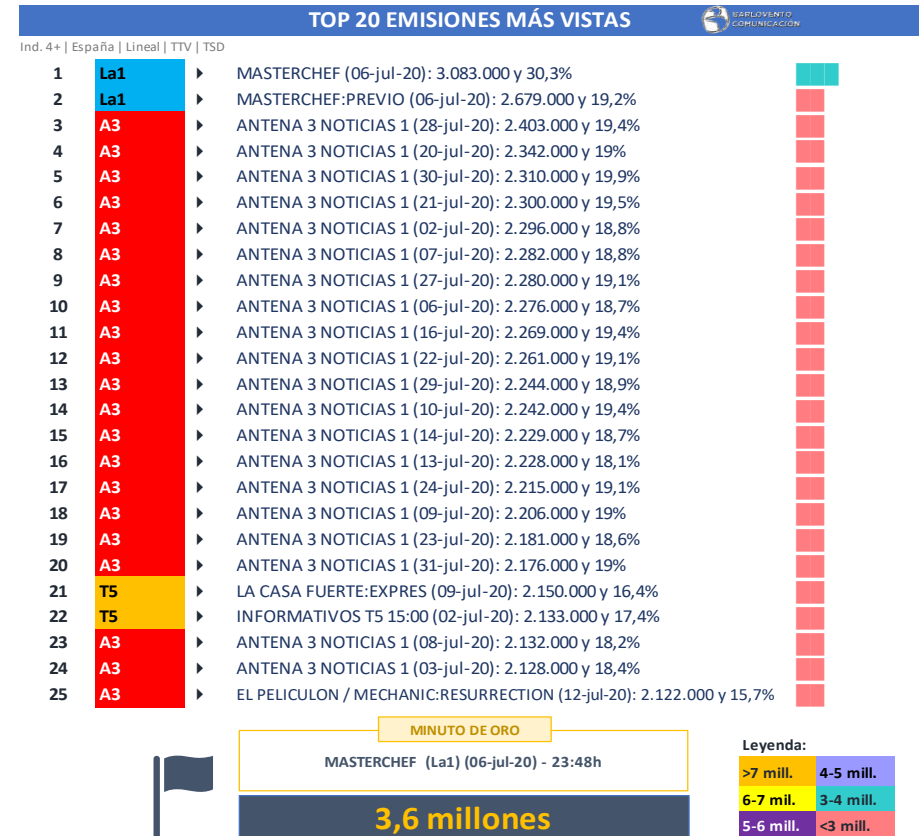 TOP 20 EMISIONES MÁS VISTAS
BARLOVENTO
COMUNICACIÓN
Ind. 4+ | España | Lineal | TTV | TSD
1 La1 MASTERCHEF (06-jul-20): 3.083.000 y 30,3%
2 La1 MASTERCHEF:PREVIO (06-jul-20): 2.679.000 y 19,2%
3 A3 ANTENA 3 NOTICIAS 1 (28-jul-20): 2.403.000 y 19,4%
4 A3 ANTENA 3 NOTICIAS 1 (20-jul-20): 2.342.000 y 19%
5 A3 ANTENA 3 NOTICIAS 1 (30-jul-20): 2.310.000 y 19,9%
6 A3 ANTENA 3 NOTICIAS 1 (21-jul-20): 2.300.000 y 19,5%
7 A3 ANTENA 3 NOTICIAS 1 (02-jul-20): 2.296.000 y 18,8%
8 A3 ANTENA 3 NOTICIAS 1 (07-jul-20): 2.282.000 y 18,8%
9 A3 ANTENA 3 NOTICIAS 1 (27-jul-20): 2.280.000 y 19,1%
10 A3 ANTENA 3 NOTICIAS 1 (06-jul-20): 2.276.000 y 18,7%
11 A3 ANTENA 3 NOTICIAS 1 (16-jul-20): 2.269.000 y 19,4%
12 A3 ANTENA 3 NOTICIAS 1 (22-jul-20): 2.261.000 y 19,1%
13 A3 ANTENA 3 NOTICIAS 1 (29-jul-20): 2.244.000 y 18,9%
14 A3 ANTENA 3 NOTICIAS 1 (10-jul-20): 2.242.000 y 19,4%
15 A3 ANTENA 3 NOTICIAS 1 (14-jul-20): 2.229.000 y 18,7%
16 A3 ANTENA 3 NOTICIAS 1 (13-jul-20): 2.228.000 y 18,1%
17 A3 ANTENA 3 NOTICIAS 1 (24-jul-20): 2.215.000 y 19,1%
18 A3 ANTENA 3 NOTICIAS 1 (09-jul-20): 2.206.000 y 19%
19 A3 ANTENA 3 NOTICIAS 1 (23-jul-20): 2.181.000 y 18,6%
20 A3 ANTENA 3 NOTICIAS 1 (31-jul-20): 2.176.000 y 19%
21 T5 LA CASA FUERTE:EXPRES (09-jul-20): 2.150.000 y 16,4%
22 T5 INFORMATIVOS T5 15:00 (02-jul-20): 2.133.000 y 17,4%
23 A3 ANTENA 3 NOTICIAS 1 (08-jul-20): 2.132.000 y 18,2%
24 A3 ANTENA 3 NOTICIAS 1 (03-jul-20): 2.128.000 y 18,4%
25 A3 EL PELICULON / MECHANIC:RESURRECTION (12-jul-20): 2.122.000 y 15,7%
MINUTO DE ORO
MASTERCHEF (La1) (06-jul-20) - 23:48h
3,6 millones
Leyenda:
>7 mill. 4-5 mill.
6-7 mil. 3-4 mill.
5-6 mill. <3 mill.